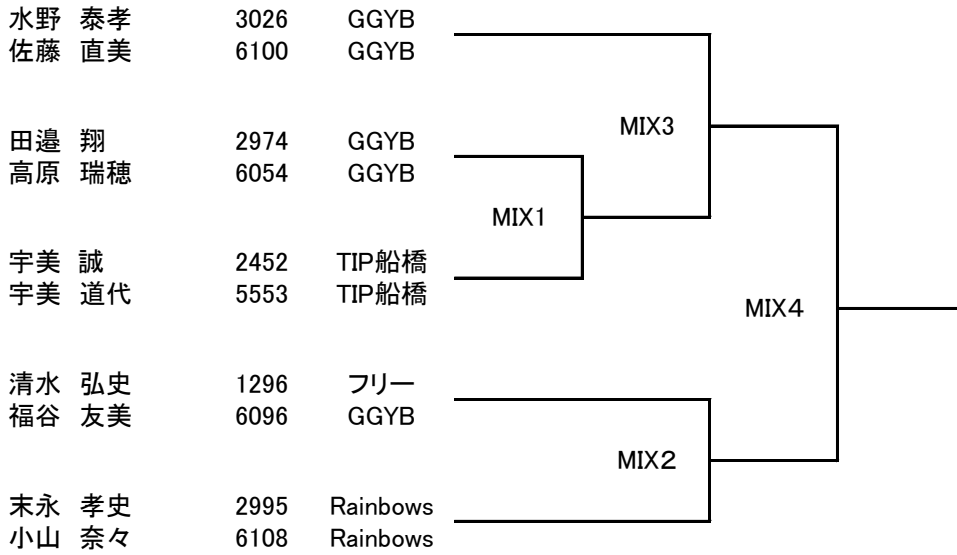 水野 泰孝 3026 GGYB
佐藤 直美 6100 GGYB
MIX3
田邉 翔 2974 GGYB
高原 瑞穂 6054 GGYB
MIX1
宇美 誠 2452 TIP船橋
宇美 道代 5553 TIP船橋
MIX4
清水 弘史 1296 フリー
福谷 友美 6096 GGYB
MIX2
末永 孝史 2995 Rainbows
小山 奈々 6108 Rainbows